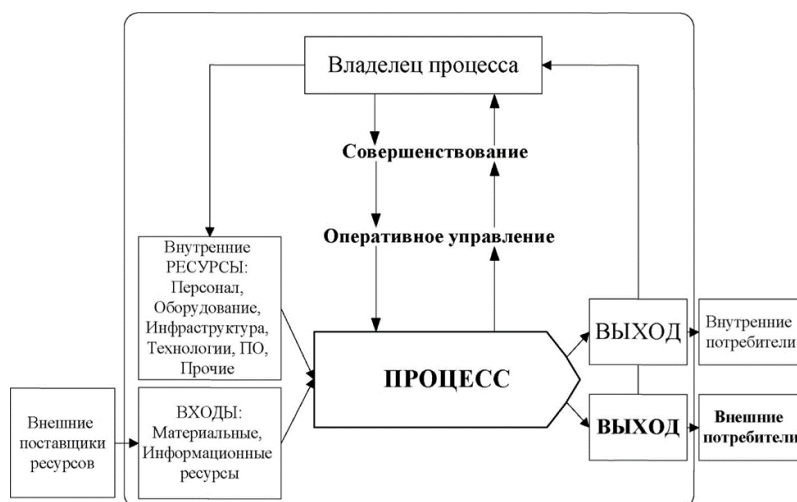 Владелец процесса
Совершенствование
Оперативное управление
Внутренние
РЕСУРСЫ:
Персонал,
Оборудование,
Инфраструктура,
Технологии, ПО,
Прочие
ПРОЦЕСС
ВЫХОД
Внутренние
потребители
Внешние
поставщики
ресурсов
ВХОДЫ:
Материальные,
Информационные
ресурсы
ВЫХОД
Внешние
потребители